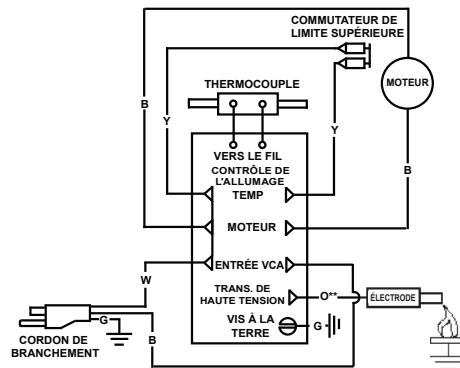 COMMUTATEUR DE
LIMITE SUPÉRIEURE
THERMOCOUPLE
MOTEUR
B
Y
Y
B
VERS LE FIL
CONTRÔLE DE
L'ALLUMAGE
TEMP
MOTEUR
ENTRÉE VCA
W
TRANS. DE
HAUTE TENSION
O**
ÉLECTRODE
G
VIS À LA
TERRE
G
CORDON DE
BRANCHEMENT
B